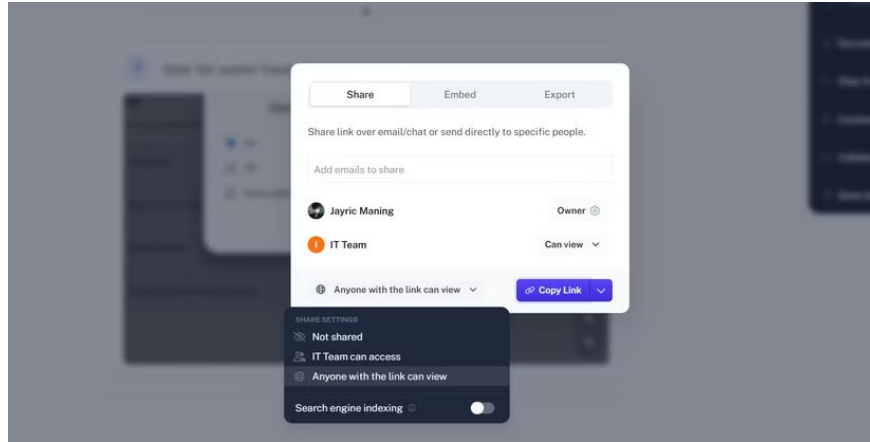 Share Embed Export
Share link over email/chat or send directly to specific people.
Add emails to share
Jayric Maning Owner
I IT Team Can view
Anyone with the link can view Copy Link
SHARE SETTINGS
Not shared
IT Team can access
Anyone with the link can view
Search engine indexing